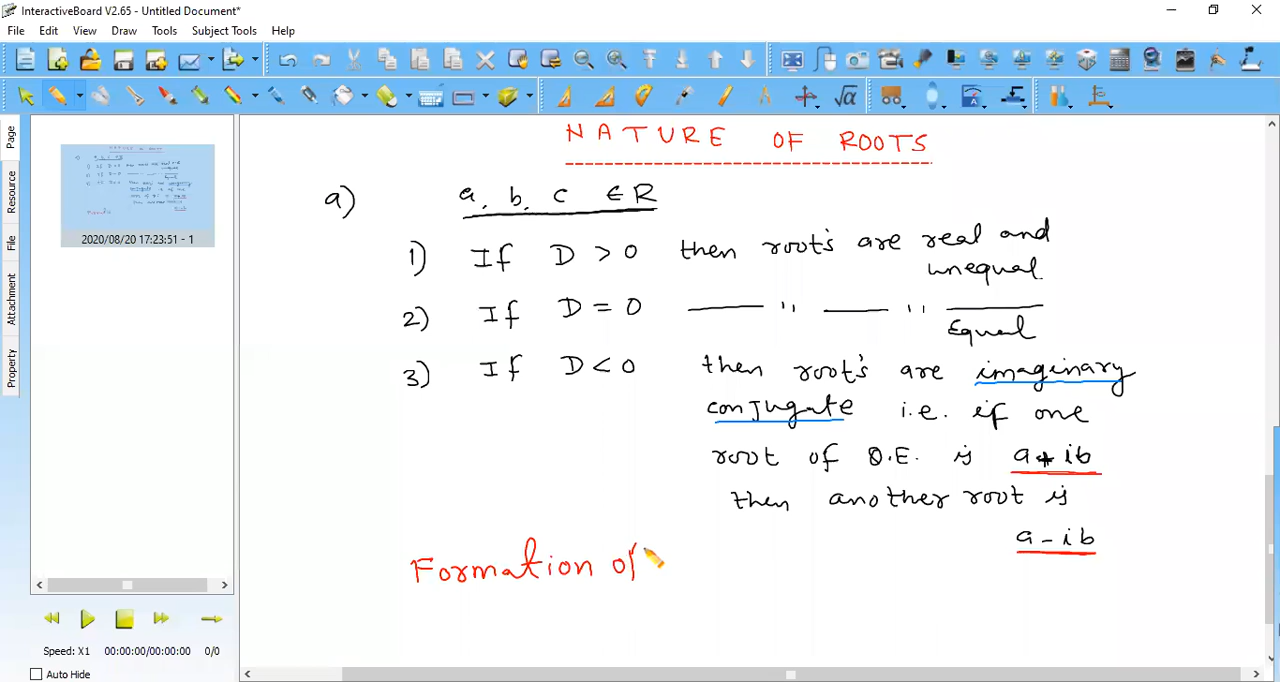 InteractiveBoard V2.65 - Untitled Document*
File Edit View Draw Tools Subject Tools Help
Page
Resource
File
Attachment
Property
2020/08/20 17:23:51 - 1
Speed: X1 00:00:00/00:00:00 0/0
Auto Hide
NATURE OF ROOTS
a) a, b, c ∈ R
1) If D > 0 then root's are real and
unequal
2) If D = 0 —— " —— " ——
Equal
3) If D < 0 then root's are imaginary
conjugate i.e. if one
root of Q.E. is a + ib
then another root is
a - ib
Formation of